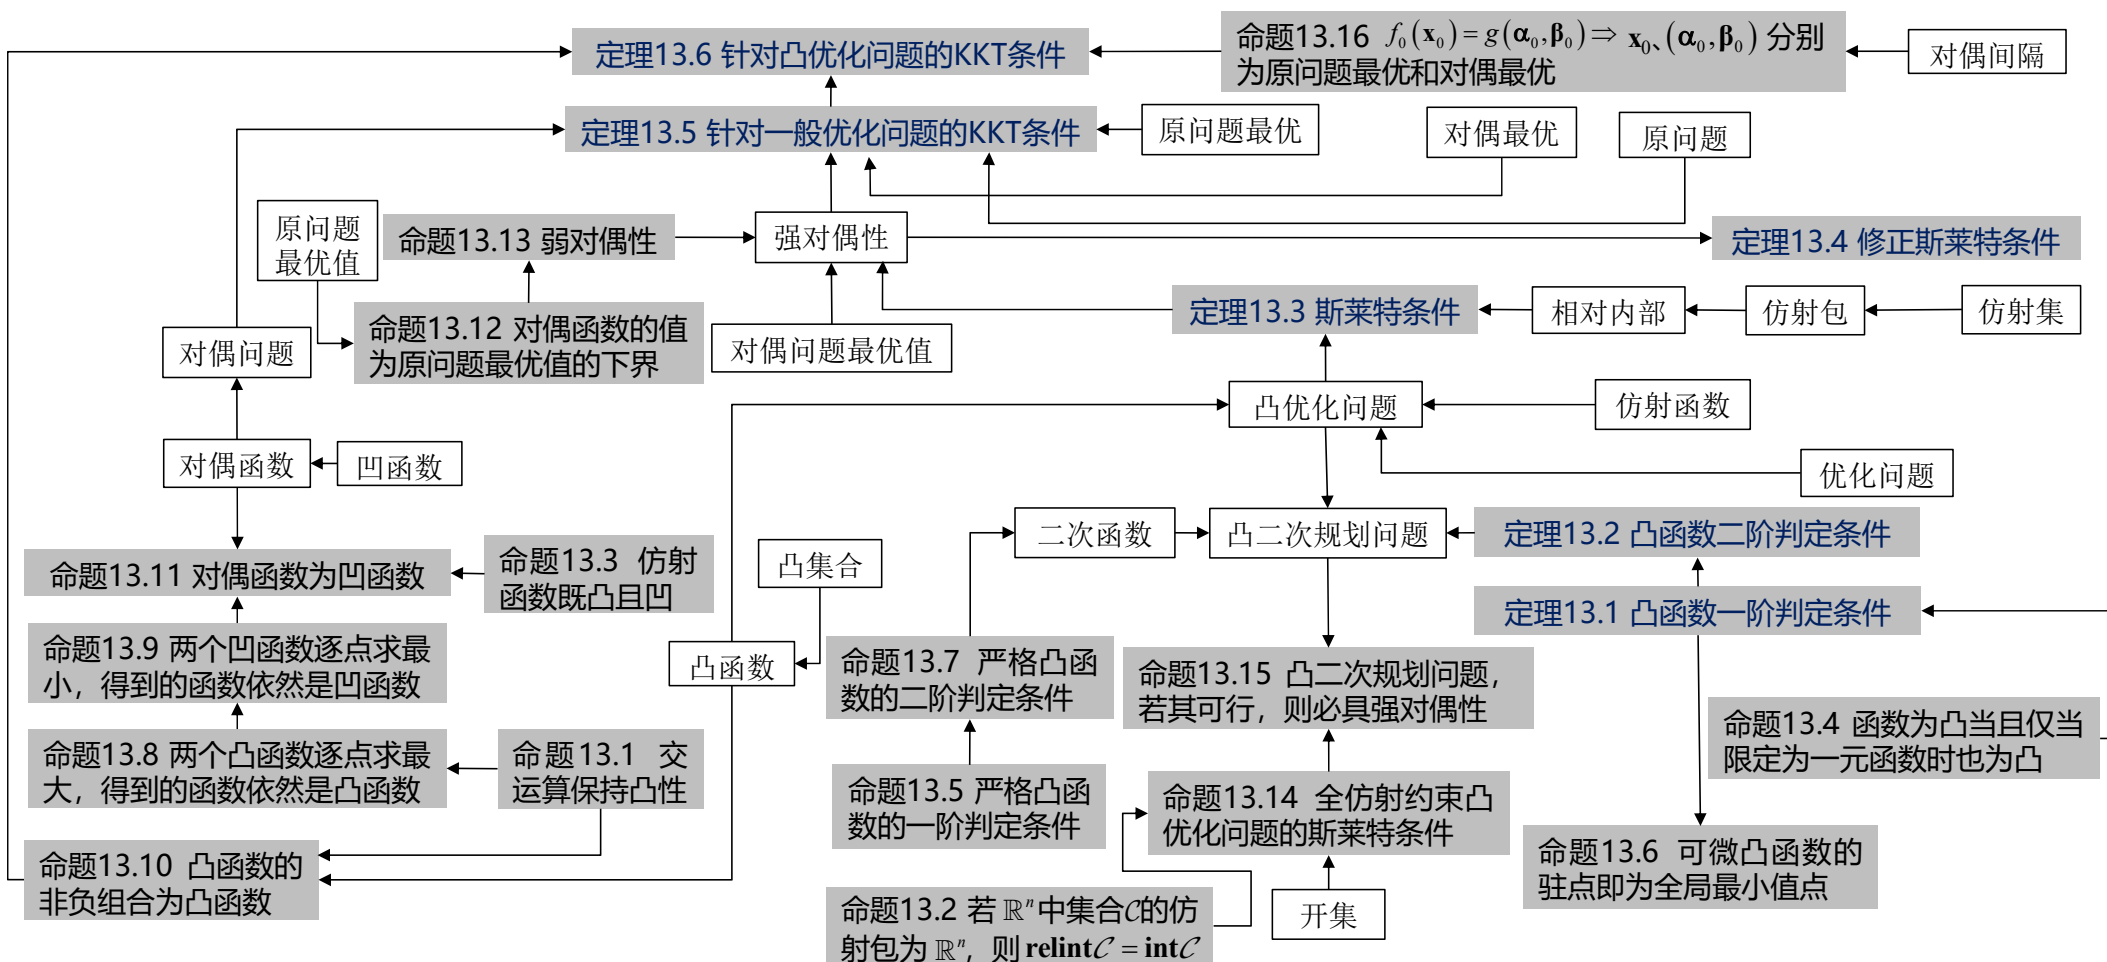 定理13.6 针对凸优化问题的KKT条件
命题13.16 f₀(x₀)=g(α₀,β₀)⇒ x₀、(α₀,β₀) 分别
为原问题最优和对偶最优
对偶间隔
定理13.5 针对一般优化问题的KKT条件
原问题最优
对偶最优
原问题
原问题
最优值
命题13.13 弱对偶性
强对偶性
定理13.4 修正斯莱特条件
命题13.12 对偶函数的值
为原问题最优值的下界
对偶问题
对偶问题最优值
定理13.3 斯莱特条件
相对内部
仿射包
仿射集
凸优化问题
仿射函数
对偶函数
凹函数
优化问题
二次函数
凸二次规划问题
定理13.2 凸函数二阶判定条件
命题13.11 对偶函数为凹函数
命题13.3 仿射
函数既凸且凹
凸集合
定理13.1 凸函数一阶判定条件
命题13.9 两个凹函数逐点求最
小，得到的函数依然是凹函数
凸函数
命题13.7 严格凸函
数的二阶判定条件
命题13.15 凸二次规划问题，
若其可行，则必具强对偶性
命题13.4 函数为凸当且仅当
限定为一元函数时也为凸
命题13.8 两个凸函数逐点求最
大，得到的函数依然是凸函数
命题13.1 交
运算保持凸性
命题13.5 严格凸函
数的一阶判定条件
命题13.14 全仿射约束凸
优化问题的斯莱特条件
命题13.6 可微凸函数的
驻点即为全局最小值点
命题13.10 凸函数的
非负组合为凸函数
命题13.2 若ℝⁿ中集合𝒞的仿
射包为ℝⁿ，则relint𝒞=int𝒞
开集